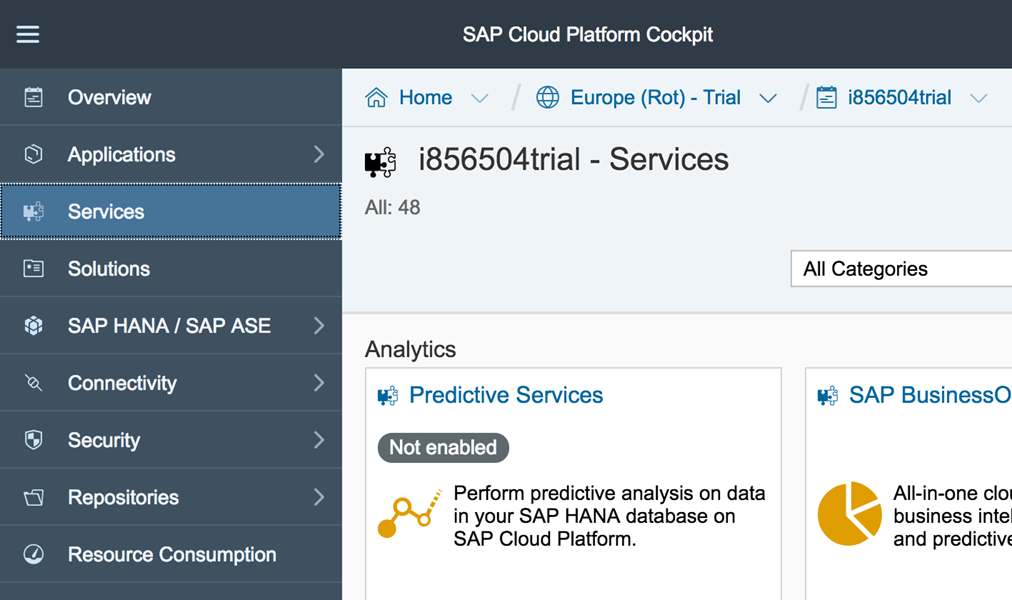 SAP Cloud Platform Cockpit
Overview
Applications
Services
Solutions
SAP HANA / SAP ASE
Connectivity
Security
Repositories
Resource Consumption
Home / Europe (Rot) - Trial / i856504trial
i856504trial - Services
All: 48
All Categories
Analytics
Predictive Services
Not enabled
Perform predictive analysis on data
in your SAP HANA database on
SAP Cloud Platform.
SAP BusinessO
All-in-one clou
business intel
and predictive